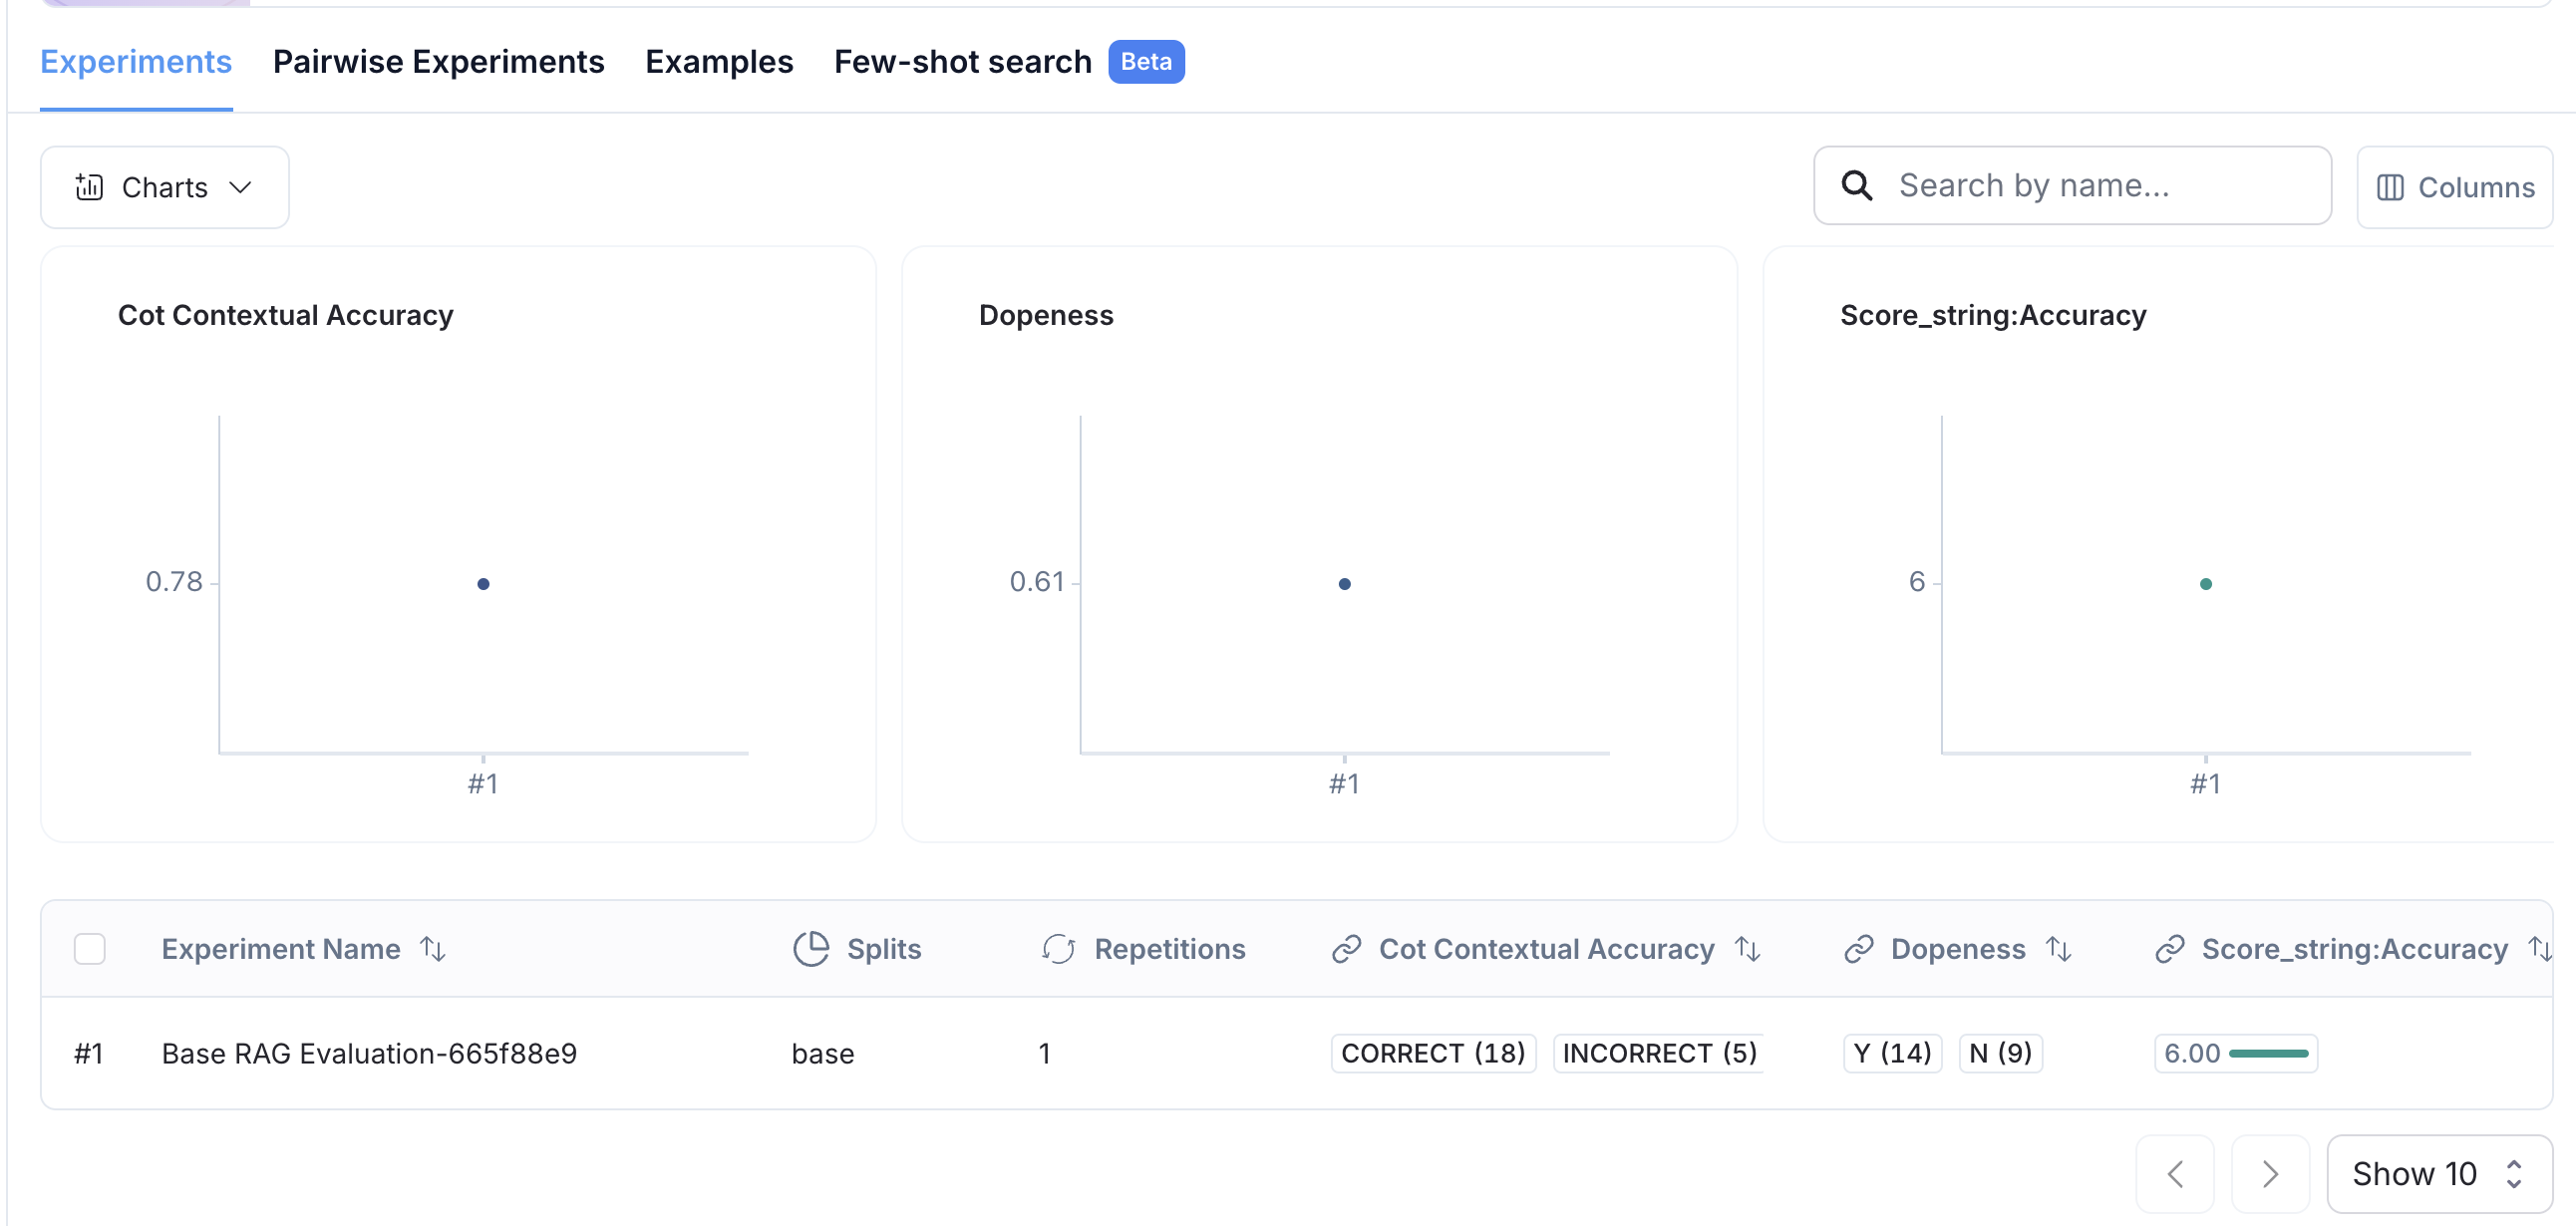 Experiments Pairwise Experiments Examples Few-shot search Beta
Charts Search by name... Columns
Cot Contextual Accuracy
0.78
#1
Dopeness
0.61
#1
Score_string:Accuracy
6
#1
Experiment Name Splits Repetitions Cot Contextual Accuracy Dopeness Score_string:Accuracy
#1 Base RAG Evaluation-665f88e9 base 1 CORRECT (18) INCORRECT (5) Y (14) N (9) 6.00
Show 10